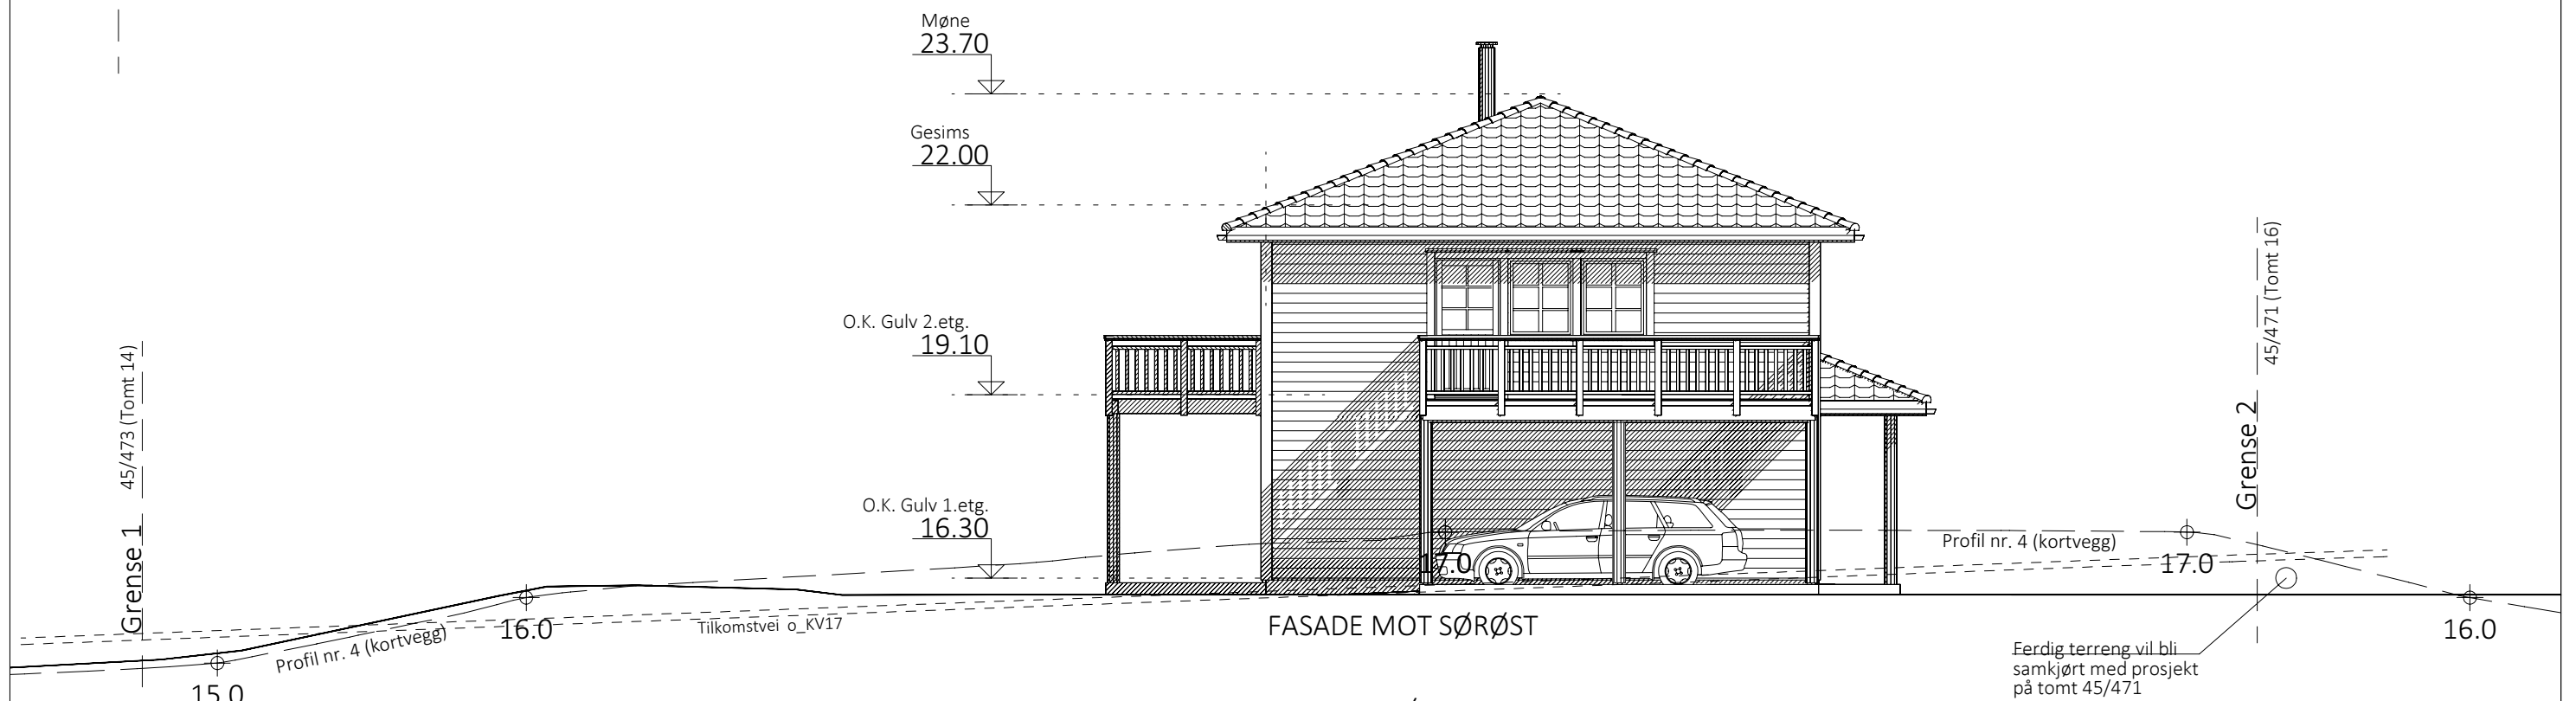 Møne
23.70
Gesims
22.00
O.K. Gulv 2.etg.
19.10
O.K. Gulv 1.etg.
16.30
Grense 1
45/473 (Tomt 14)
Grense 2
45/471 (Tomt 16)
17.0
Profil nr. 4 (kortvegg)
17.0
16.0
Tilkomstvei o_KV17
FASADE MOT SØRØST
16.0
Profil nr. 4 (kortvegg)
15.0
Ferdig terreng vil bli
samkjørt med prosjekt
på tomt 45/471